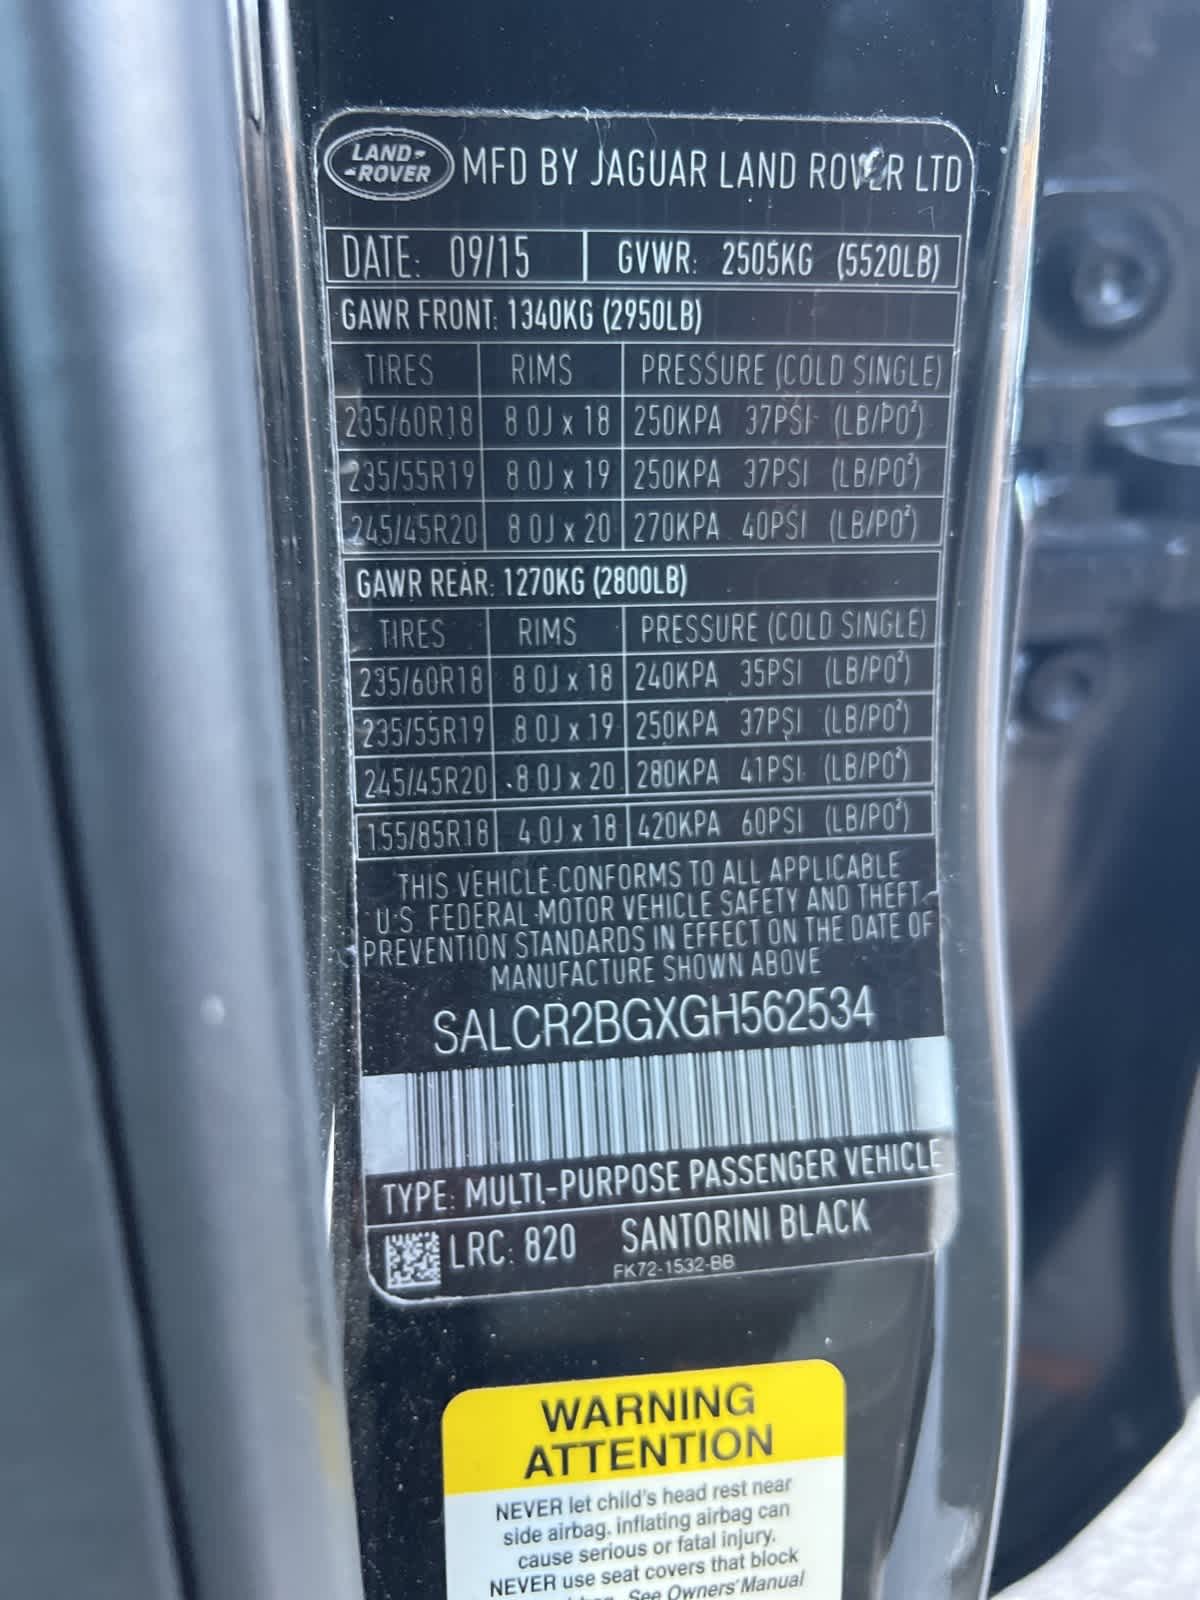 LAND-
-ROVER
MFD BY JAGUAR LAND ROVER LTD
DATE: 09/15 GVWR: 2505KG (5520LB)
GAWR FRONT: 1340KG (2950LB)
TIRES RIMS PRESSURE (COLD SINGLE)
235/60R18 8.0J x 18 250KPA 37PSI (LB/PO²)
235/55R19 8.0J x 19 250KPA 37PSI (LB/PO²)
245/45R20 8.0J x 20 270KPA 40PSI (LB/PO²)
GAWR REAR: 1270KG (2800LB)
TIRES RIMS PRESSURE (COLD SINGLE)
235/60R18 8.0J x 18 240KPA 35PSI (LB/PO²)
235/55R19 8.0J x 19 250KPA 37PSI (LB/PO²)
245/45R20 8.0J x 20 280KPA 41PSI (LB/PO²)
155/85R18 4.0J x 18 420KPA 60PSI (LB/PO²)
THIS VEHICLE CONFORMS TO ALL APPLICABLE
U.S. FEDERAL MOTOR VEHICLE SAFETY AND THEFT
PREVENTION STANDARDS IN EFFECT ON THE DATE OF
MANUFACTURE SHOWN ABOVE
SALCR2BGXGH562534
TYPE: MULTI-PURPOSE PASSENGER VEHICLE
LRC: 820 SANTORINI BLACK
FK72-1532-BB
WARNING
ATTENTION
NEVER let child's head rest near
side airbag, inflating airbag can
cause serious or fatal injury.
NEVER use seat covers that block
See Owners' Manual